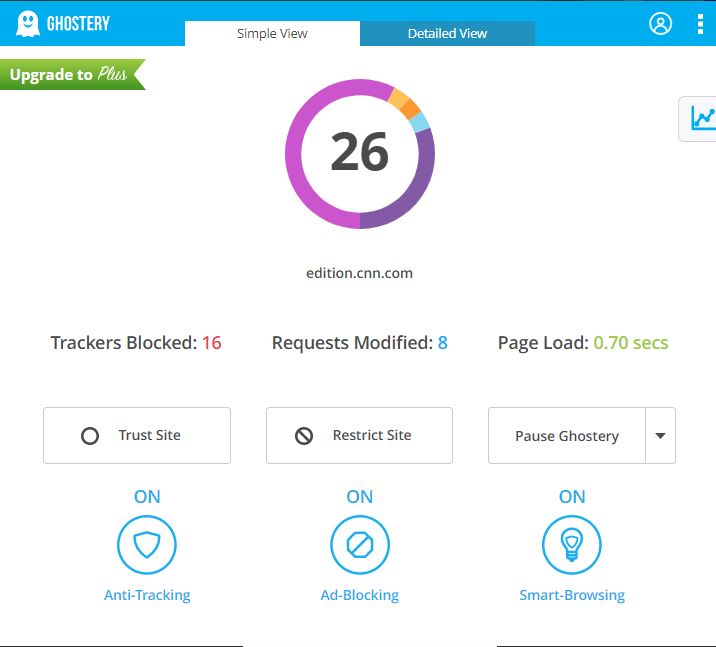 GHOSTERY
Simple View
Detailed View
Upgrade to Plus
26
edition.cnn.com
Trackers Blocked: 16
Requests Modified: 8
Page Load: 0.70 secs
Trust Site
Restrict Site
Pause Ghostery
ON
ON
ON
Anti-Tracking
Ad-Blocking
Smart-Browsing